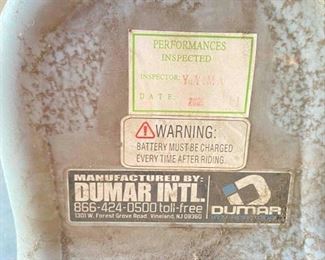 PERFORMANCES
INSPECTED
INSPECTOR:
DATE:
WARNING:
BATTERY MUST BE CHARGED
EVERY TIME AFTER RIDING.
MANUFACTURED BY:
DUMAR INTL.
866-424-0500 toll-free
1301 W. Forest Grove Road Vineland, NJ 08360
DUMAR